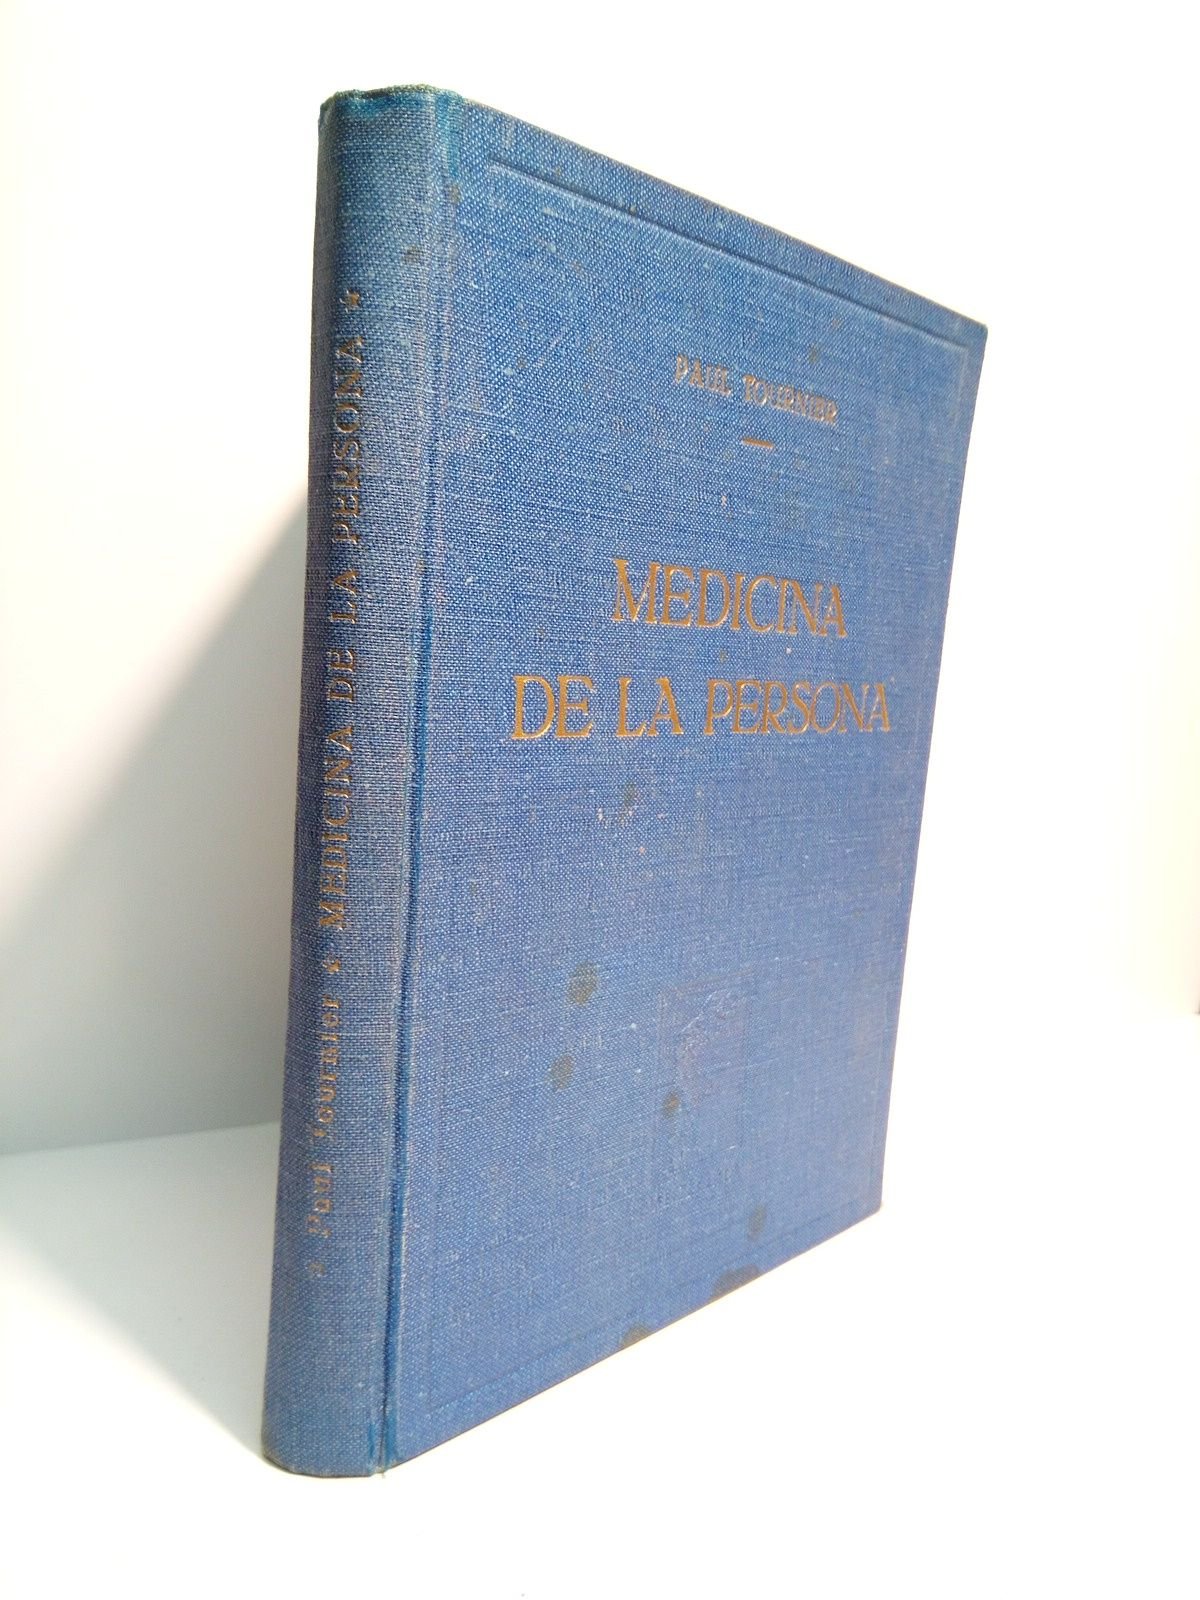 PAUL TOURNIER
MEDICINA
DE LA PERSONA
* Paul Tournier * MEDICINA DE LA PERSONA *